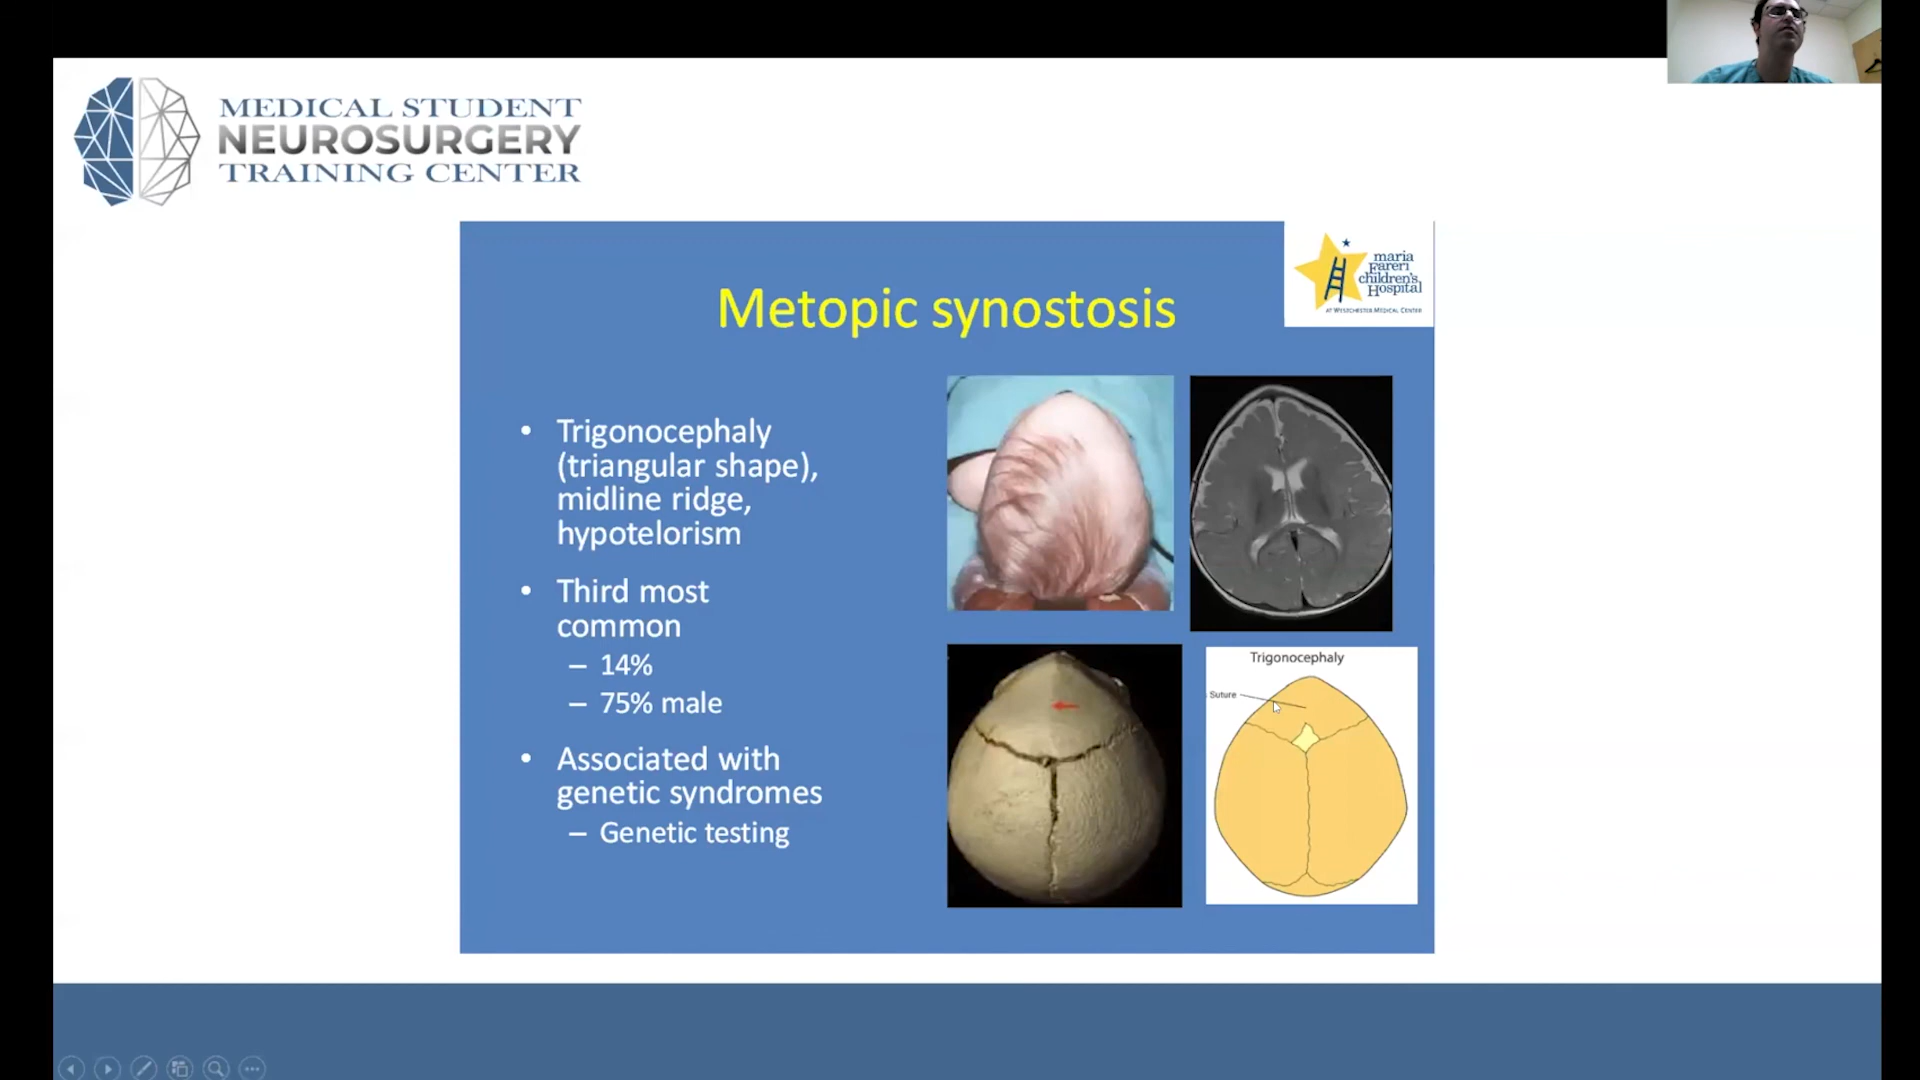 MEDICAL STUDENT
NEUROSURGERY
TRAINING CENTER
maria
Fareri
children's
Hospital
AT WESTCHESTER MEDICAL CENTER
Metopic synostosis
• Trigonocephaly
(triangular shape),
midline ridge,
hypotelorism
• Third most
common
– 14%
– 75% male
• Associated with
genetic syndromes
– Genetic testing
Trigonocephaly
Suture